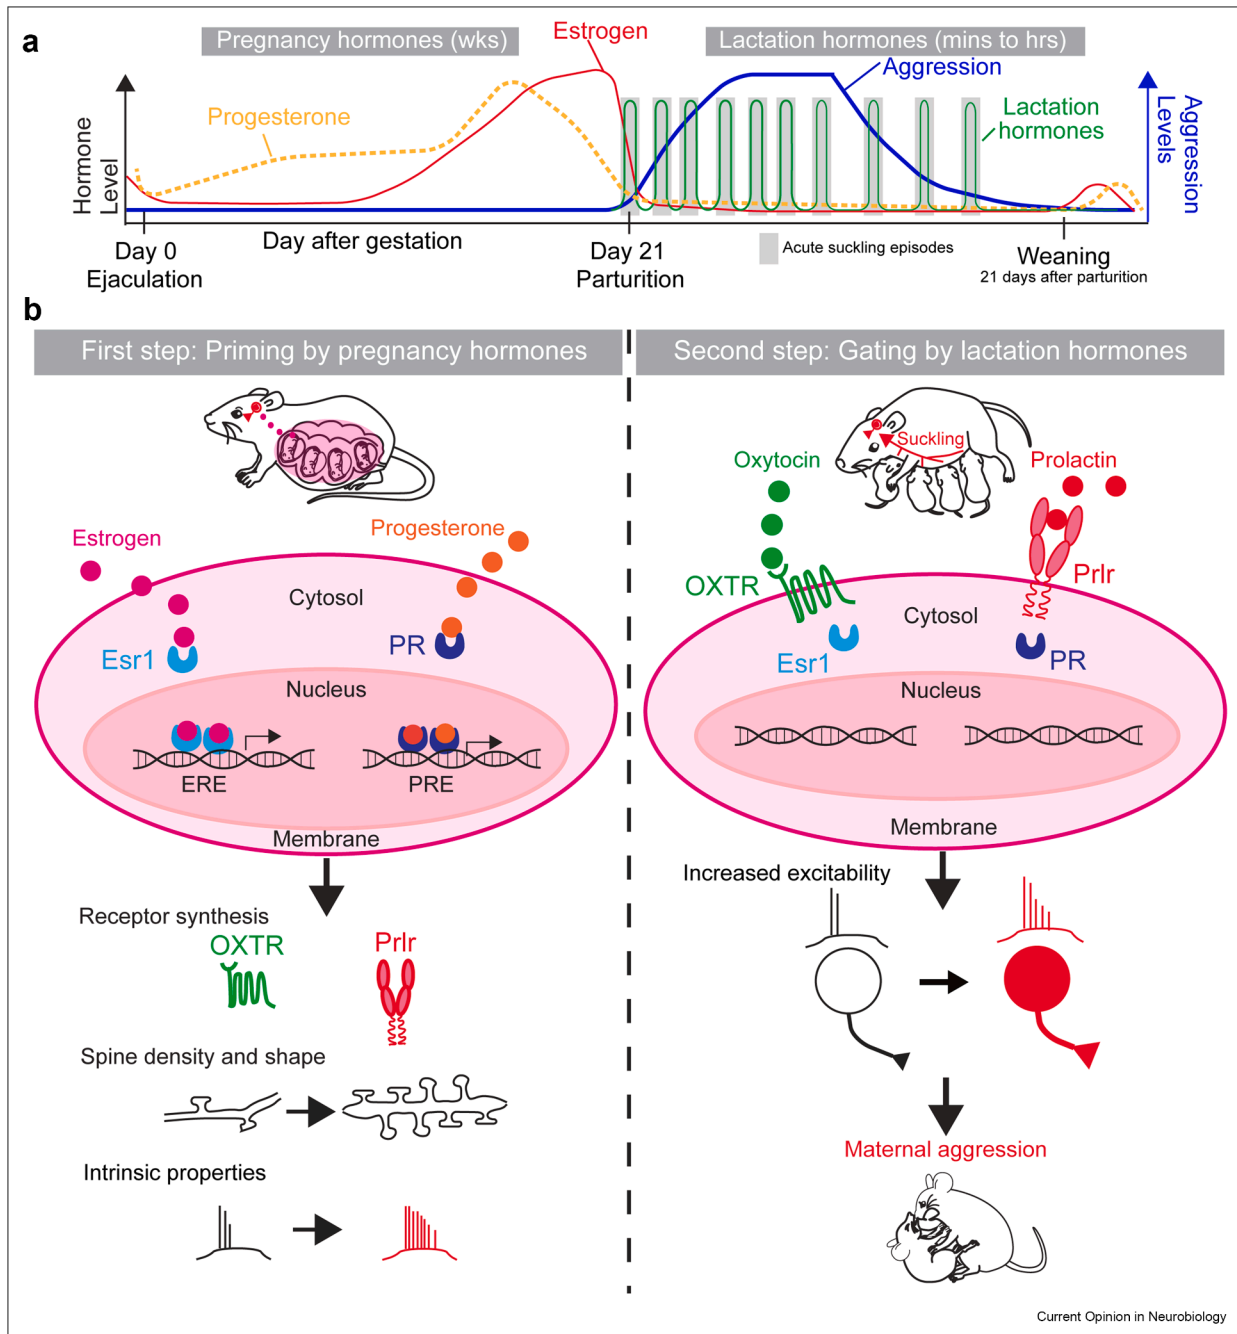 a
Pregnancy hormones (wks)
Estrogen
Lactation hormones (mins to hrs)
Aggression
Progesterone
Lactation
hormones
Hormone
Level
Aggression
Levels
Day 0
Ejaculation
Day after gestation
Day 21
Parturition
Acute suckling episodes
Weaning
21 days after parturition
b
First step: Priming by pregnancy hormones
Estrogen
Progesterone
Cytosol
Esr1
PR
Nucleus
ERE
PRE
Membrane
Receptor synthesis
OXTR
Prlr
Spine density and shape
Intrinsic properties
Second step: Gating by lactation hormones
Suckling
Oxytocin
Prolactin
OXTR
Prlr
Cytosol
Esr1
PR
Nucleus
Membrane
Increased excitability
Maternal aggression
Current Opinion in Neurobiology